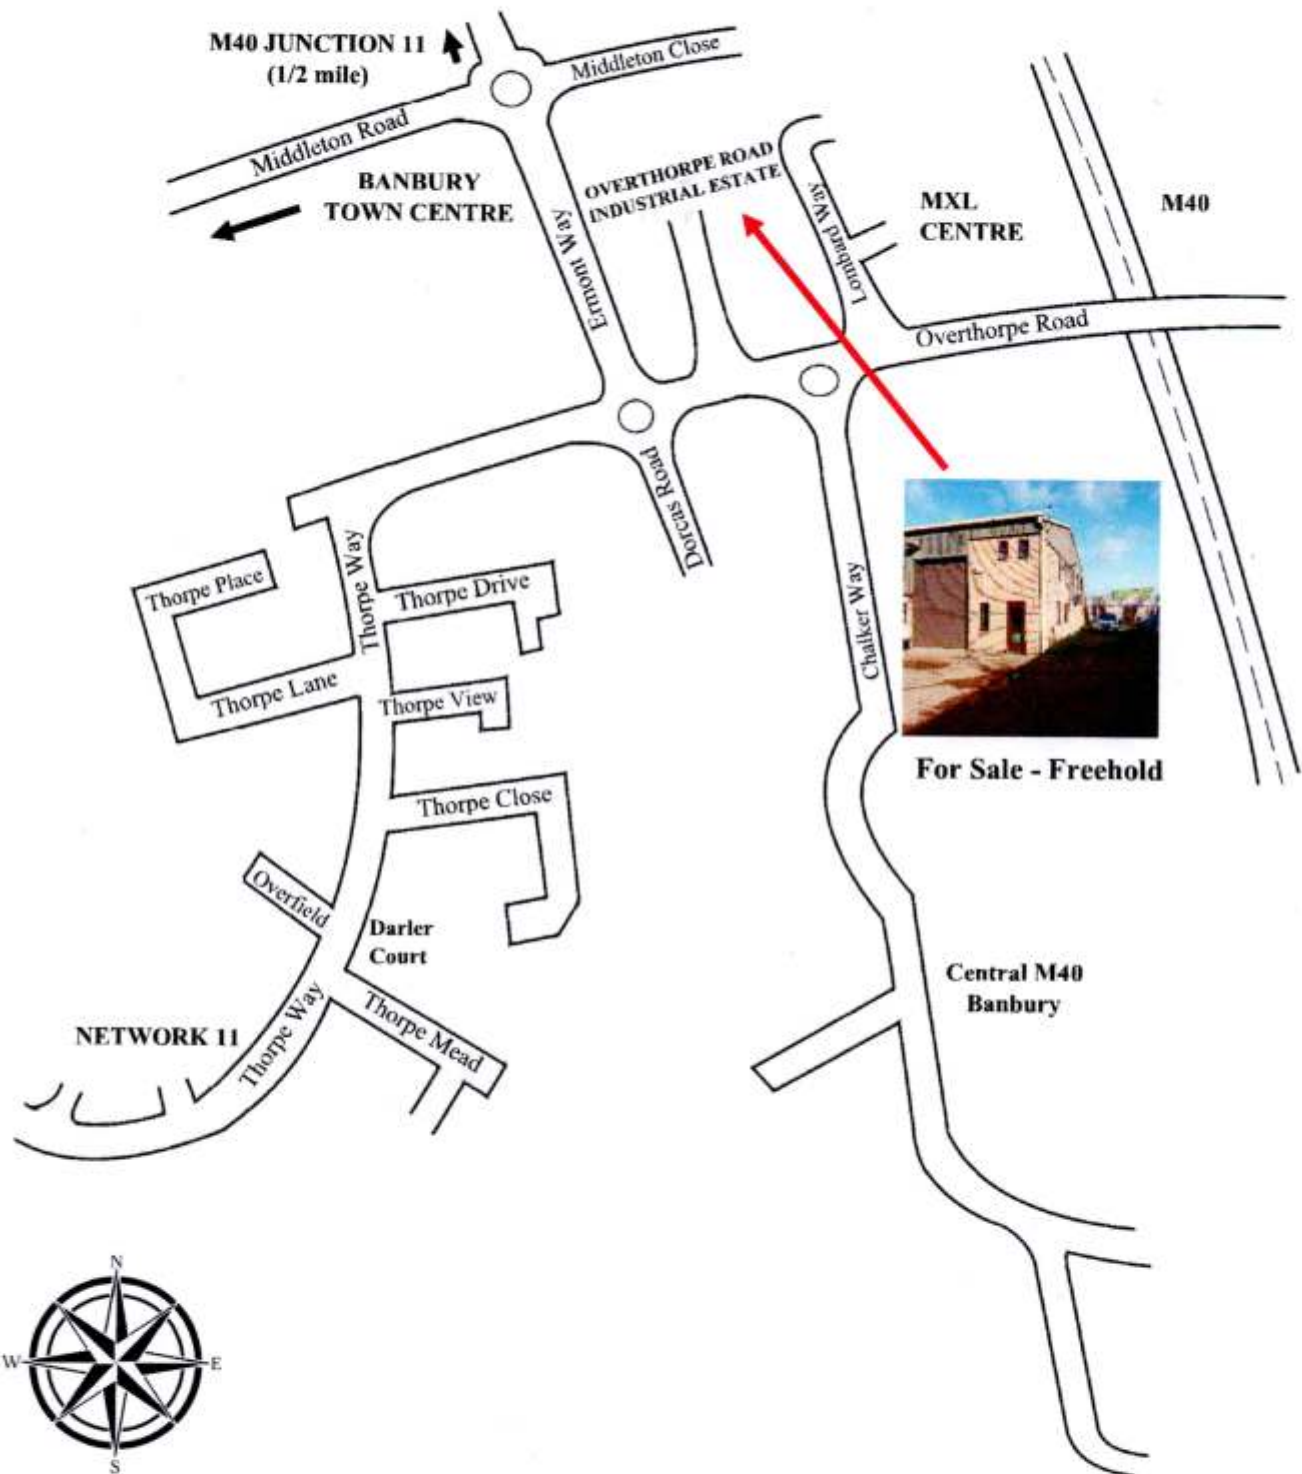 M40 JUNCTION 11
(1/2 mile)
Middleton Close
Middleton Road
BANBURY
TOWN CENTRE
OVERTHORPE ROAD
INDUSTRIAL ESTATE
Ermont Way
Lombard Way
MXL
CENTRE
M40
Overthorpe Road
Dorcas Road
Thorpe Way
Thorpe Place
Thorpe Drive
Chalker Way
Thorpe Lane
Thorpe View
For Sale - Freehold
Thorpe Close
Overfield
Darler
Court
Central M40
Banbury
NETWORK 11
Thorpe Way
Thorpe Mead
N
W
E
S